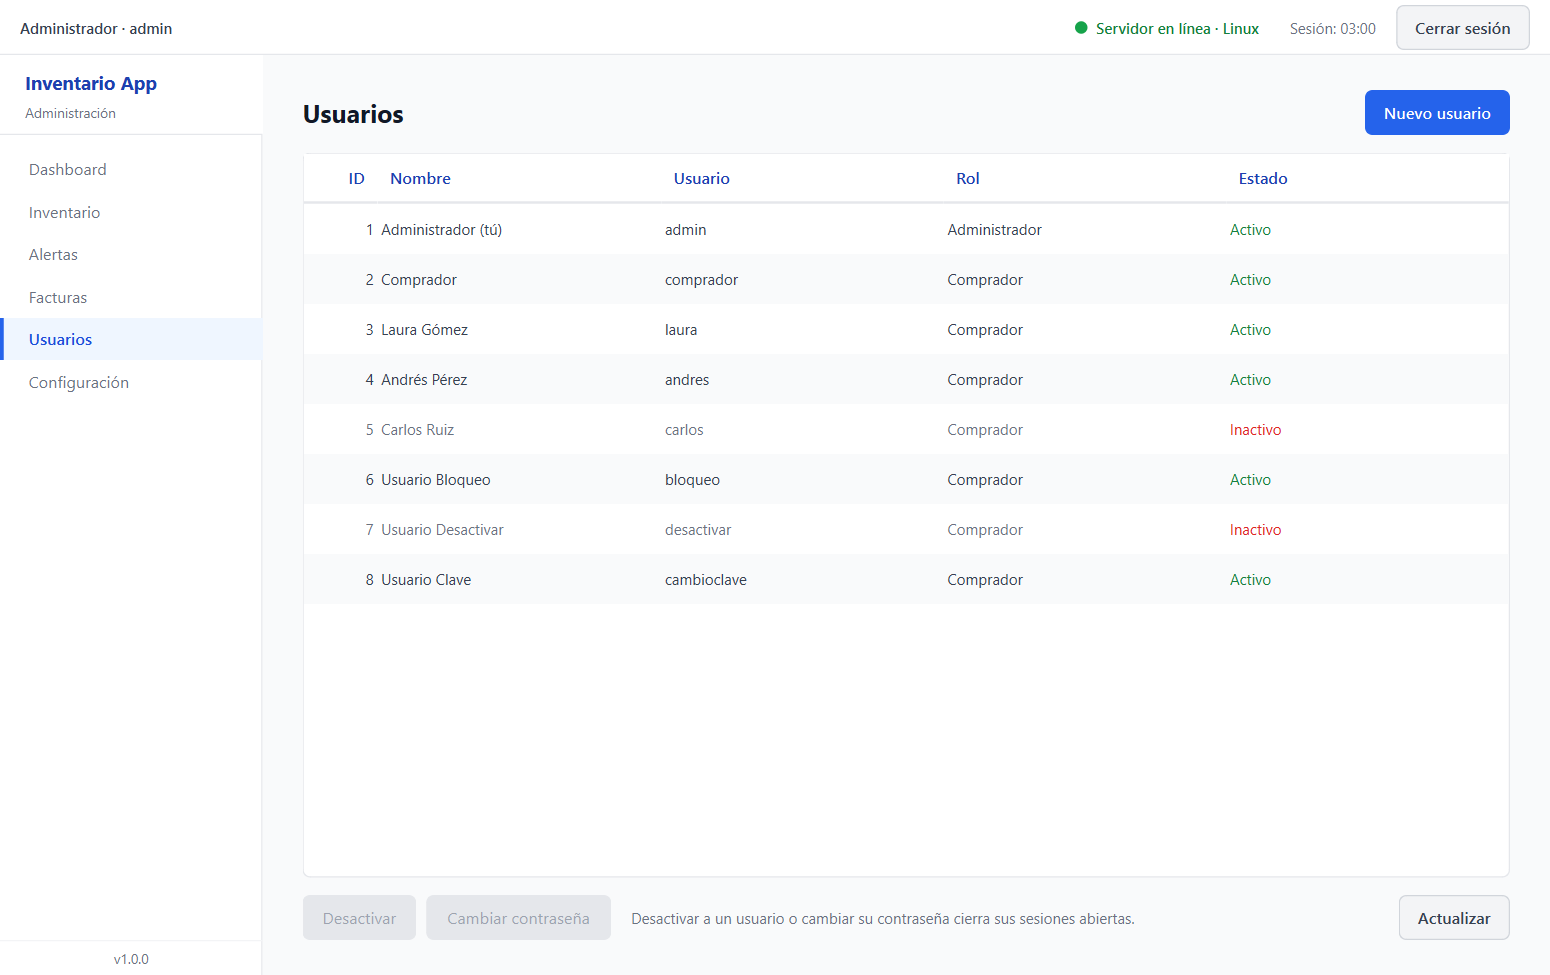 Administrador · admin
Servidor en línea · Linux
Sesión: 03:00
Cerrar sesión
Inventario App
Administración
Dashboard
Inventario
Alertas
Facturas
Usuarios
Configuración
v1.0.0
Usuarios
Nuevo usuario
ID Nombre Usuario Rol Estado
1 Administrador (tú) admin Administrador Activo
2 Comprador comprador Comprador Activo
3 Laura Gómez laura Comprador Activo
4 Andrés Pérez andres Comprador Activo
5 Carlos Ruiz carlos Comprador Inactivo
6 Usuario Bloqueo bloqueo Comprador Activo
7 Usuario Desactivar desactivar Comprador Inactivo
8 Usuario Clave cambioclave Comprador Activo
Desactivar
Cambiar contraseña
Desactivar a un usuario o cambiar su contraseña cierra sus sesiones abiertas.
Actualizar